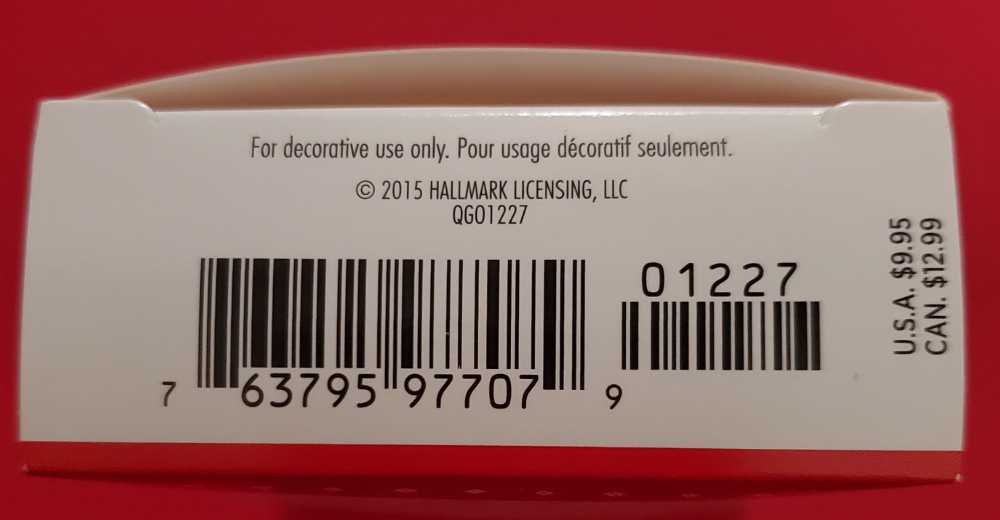 For decorative use only. Pour usage décoratif seulement.
© 2015 HALLMARK LICENSING, LLC
QGO1227
01227
7 63795 97707 9
U.S.A. $9.95
CAN. $12.99